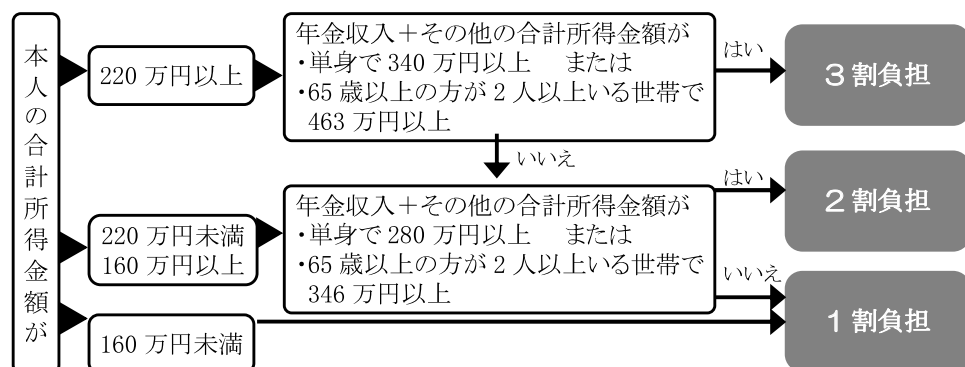 本人の合計所得金額が
220 万円以上
年金収入＋その他の合計所得金額が
・単身で 340 万円以上　または
・65 歳以上の方が 2 人以上いる世帯で
463 万円以上
はい
3 割負担
いいえ
220 万円未満
160 万円以上
年金収入＋その他の合計所得金額が
・単身で 280 万円以上　または
・65 歳以上の方が 2 人以上いる世帯で
346 万円以上
はい
2 割負担
いいえ
1 割負担
160 万円未満